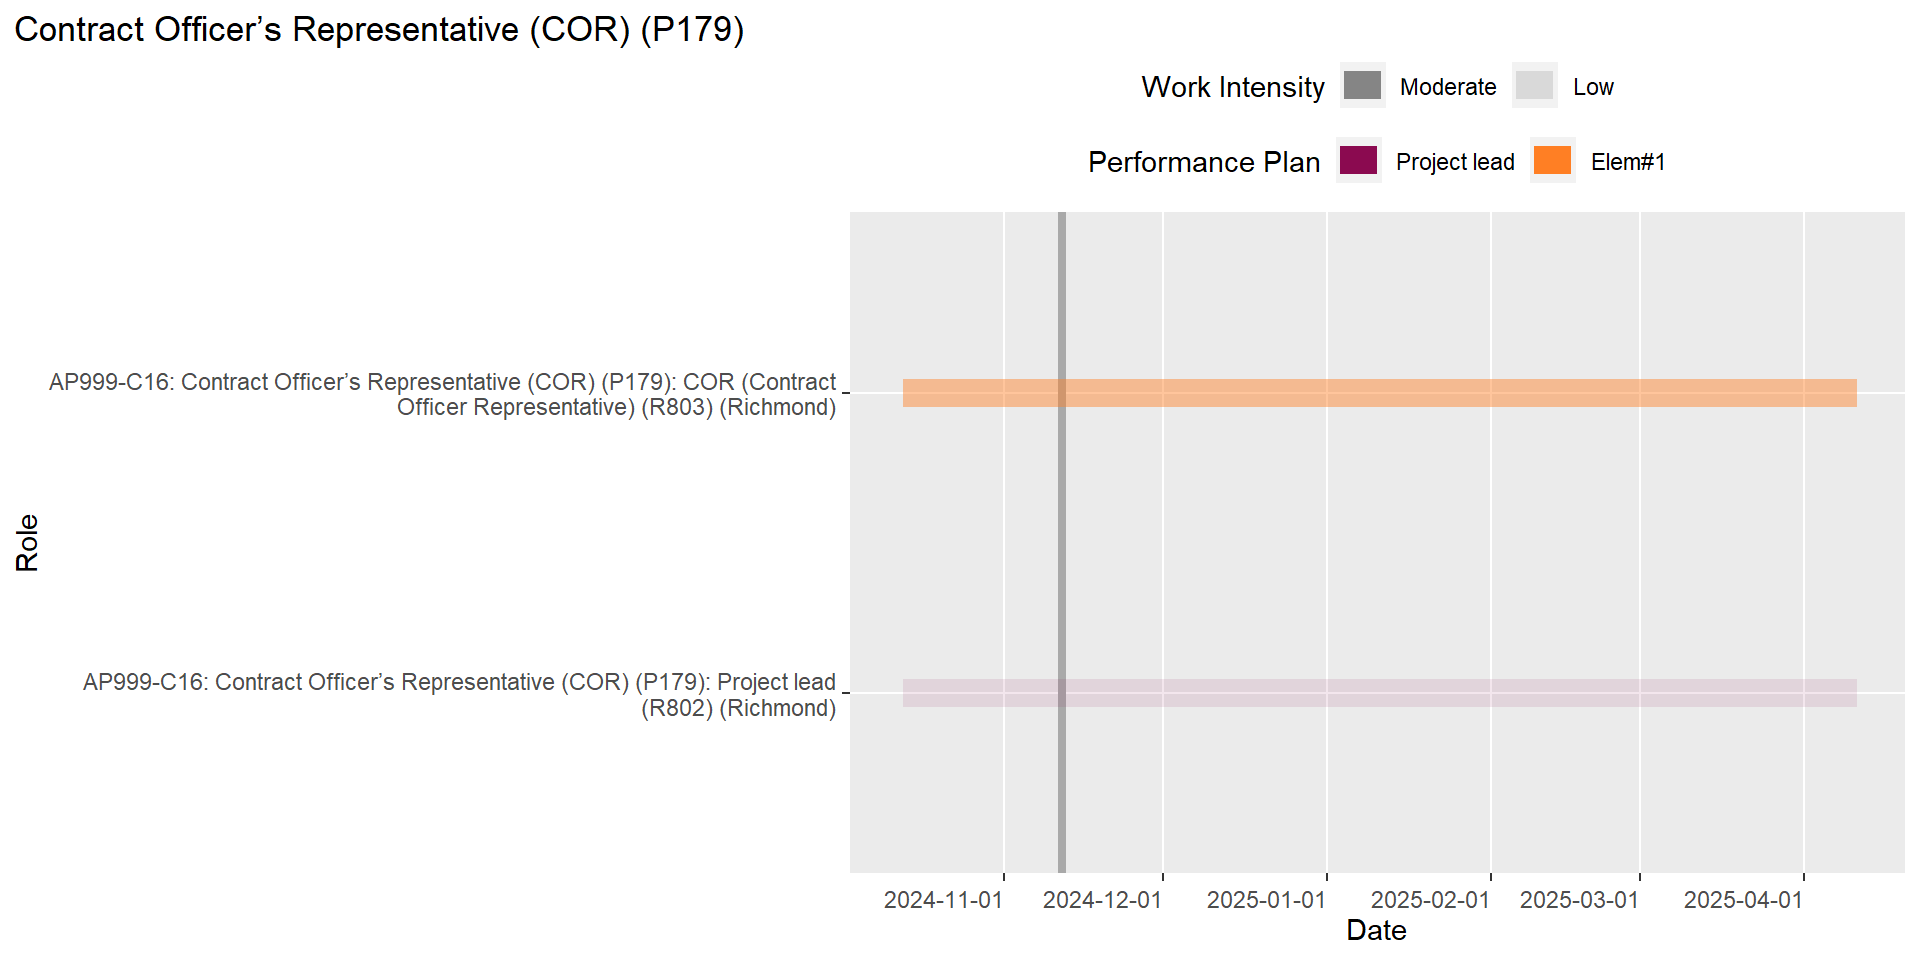 Contract Officer’s Representative (COR) (P179)
Work Intensity Moderate Low
Performance Plan Project lead Elem#1
AP999-C16: Contract Officer’s Representative (COR) (P179): COR (Contract
Officer Representative) (R803) (Richmond)
Role
AP999-C16: Contract Officer’s Representative (COR) (P179): Project lead
(R802) (Richmond)
2024-11-01 2024-12-01 2025-01-01 2025-02-01 2025-03-01 2025-04-01
Date